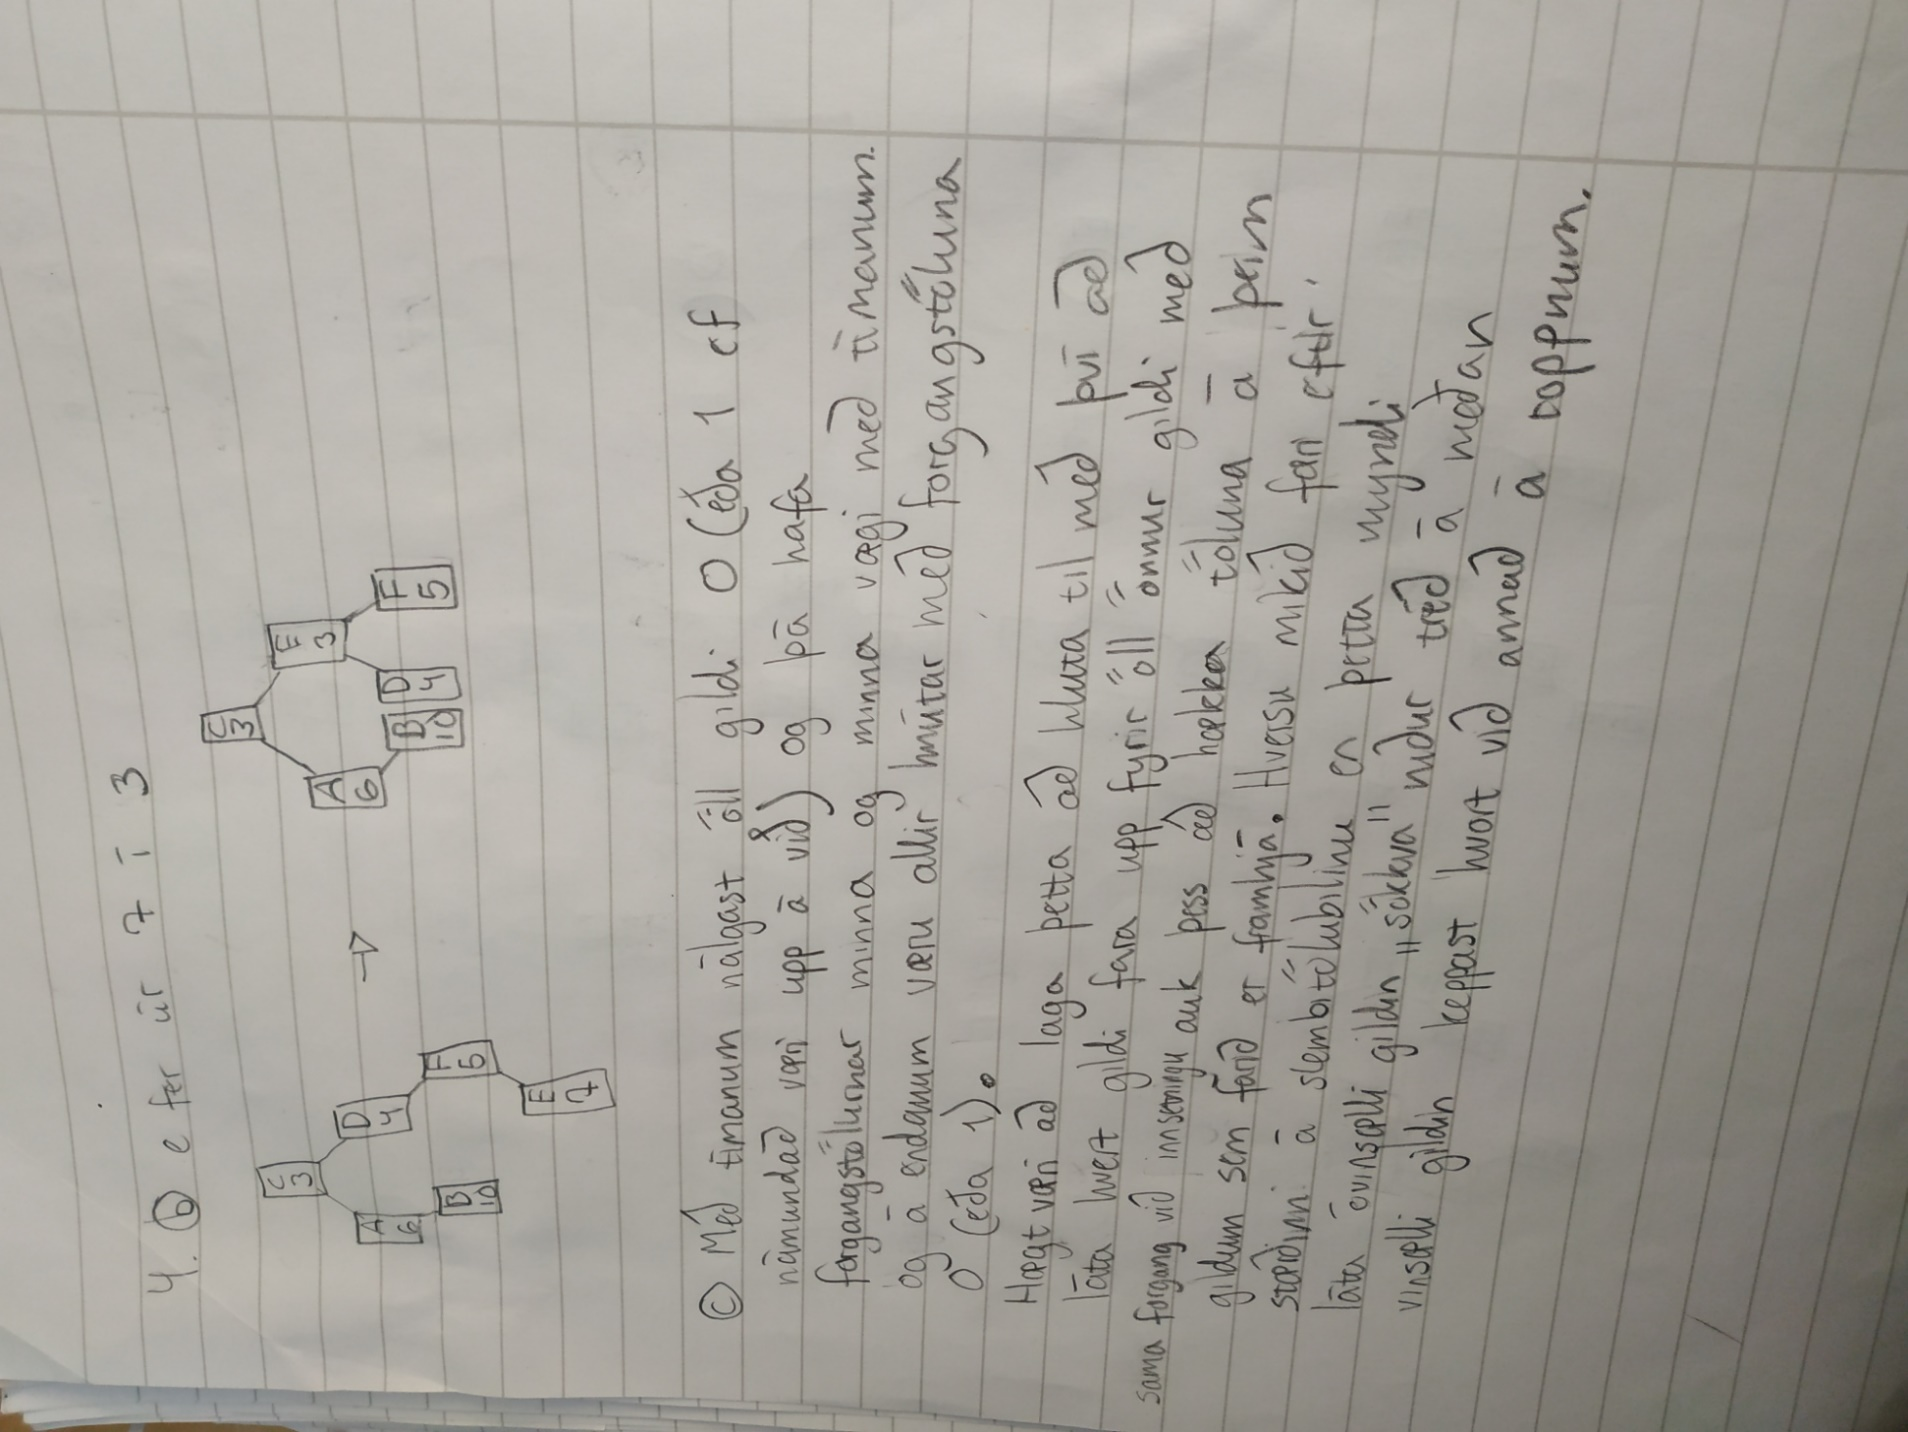 4. (b) e fer úr 7 í 3
C 3
D 4
A 6
F 5
B 10
E 7
→
C 3
E 3
A 6
F 5
D 4
B 10
(c) Með tímanum nálgast öll gildi 0 (eða 1 ef
námundað væri upp á við) og þá hafa
forgangstölurnar minna og minna vægi með tímanum.
og á endanum væru allir hnútar með forgangstöluna
0 (eða 1).
Hægt væri að laga þetta að hluta til með því að
láta hvert gildi fara upp fyrir "öll" önnur gildi með
sama forgang við innsetningu auk þess að hækka töluna á þeim
gildum sem farið er framhjá. Hversu mikið færi eftir
stærðinni á slembitölubilinu en þetta myndi
láta óvinsælli gildin "sökkva" niður tréð á meðan
vinsælli gildin keppast hvort við annað á toppnum.